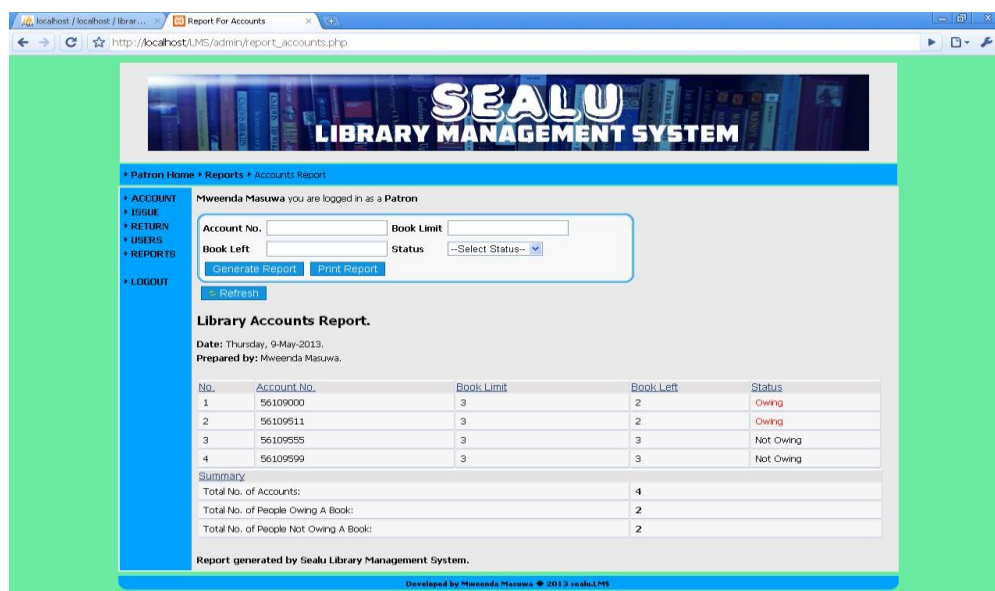 localhost / localhost / librar...
Report For Accounts
http://localhost/LMS/admin/report_accounts.php
SEALU
LIBRARY MANAGEMENT SYSTEM
Patron Home Reports Accounts Report
ACCOUNT
ISSUE
RETURN
USERS
REPORTS
LOGOUT
Mweenda Masuwa you are logged in as a Patron
Account No. Book Limit
Book Left Status --Select Status--
Generate Report Print Report
Refresh
Library Accounts Report.
Date: Thursday, 9-May-2013.
Prepared by: Mweenda Masuwa.
No. Account No. Book Limit Book Left Status
1 56109000 3 2 Owing
2 56109511 3 2 Owing
3 56109555 3 3 Not Owing
4 56109599 3 3 Not Owing
Summary
Total No. of Accounts: 4
Total No. of People Owing A Book: 2
Total No. of People Not Owing A Book: 2
Report generated by Sealu Library Management System.
Developed by Mweenda Masuwa � 2013 sealu.LMS